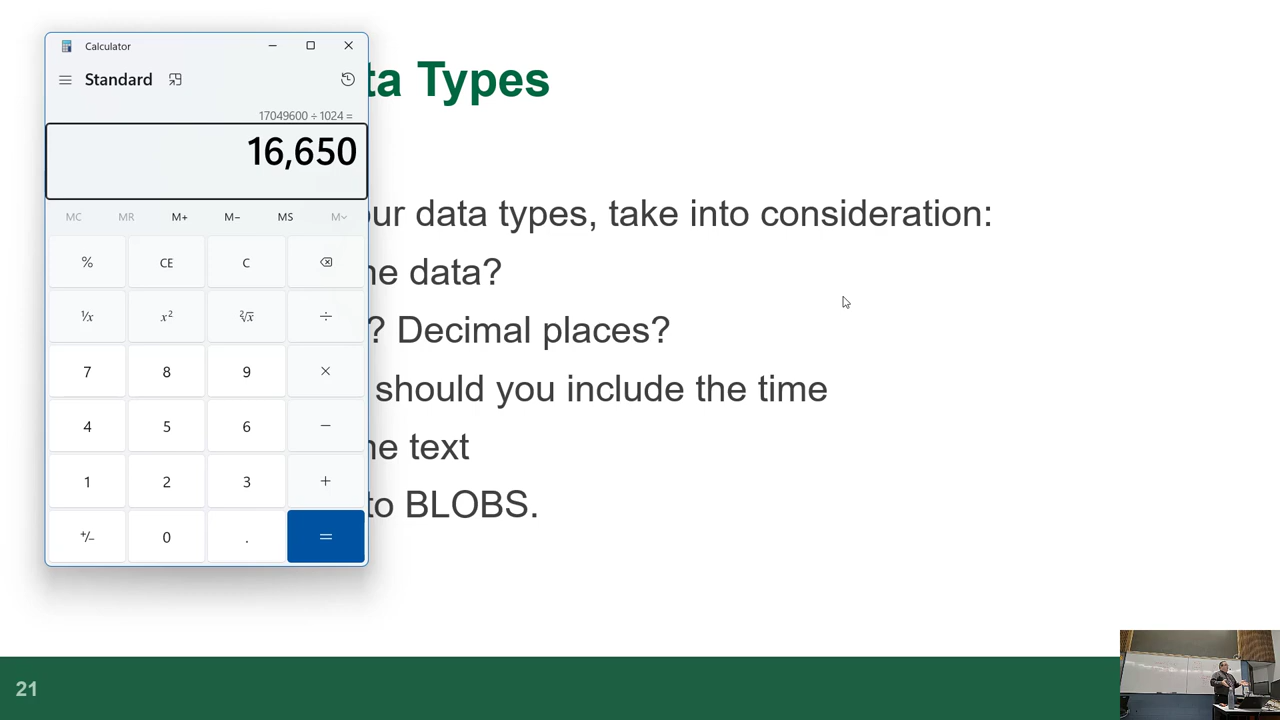 Calculator
Standard
17049600 ÷ 1024 =
16,650
MC MR M+ M− MS M˅
% CE C
¹/x x² ²√x ÷
7 8 9 ×
4 5 6 −
1 2 3 +
+/− 0 . =
ta Types
ur data types, take into consideration:
he data?
? Decimal places?
should you include the time
he text
to BLOBS.
21